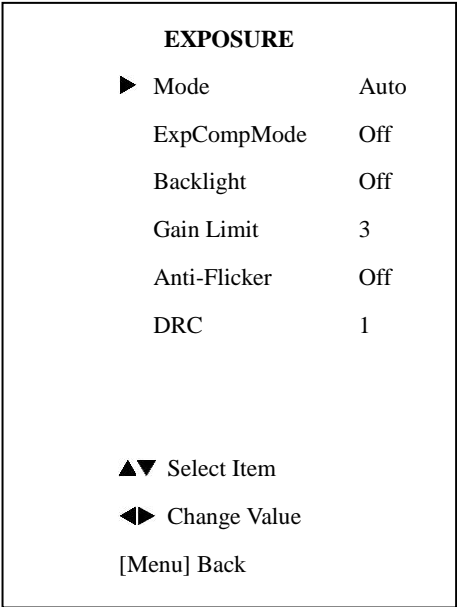 EXPOSURE
▶ Mode Auto
ExpCompMode Off
Backlight Off
Gain Limit 3
Anti-Flicker Off
DRC 1
▲▼ Select Item
◀▶ Change Value
[Menu] Back